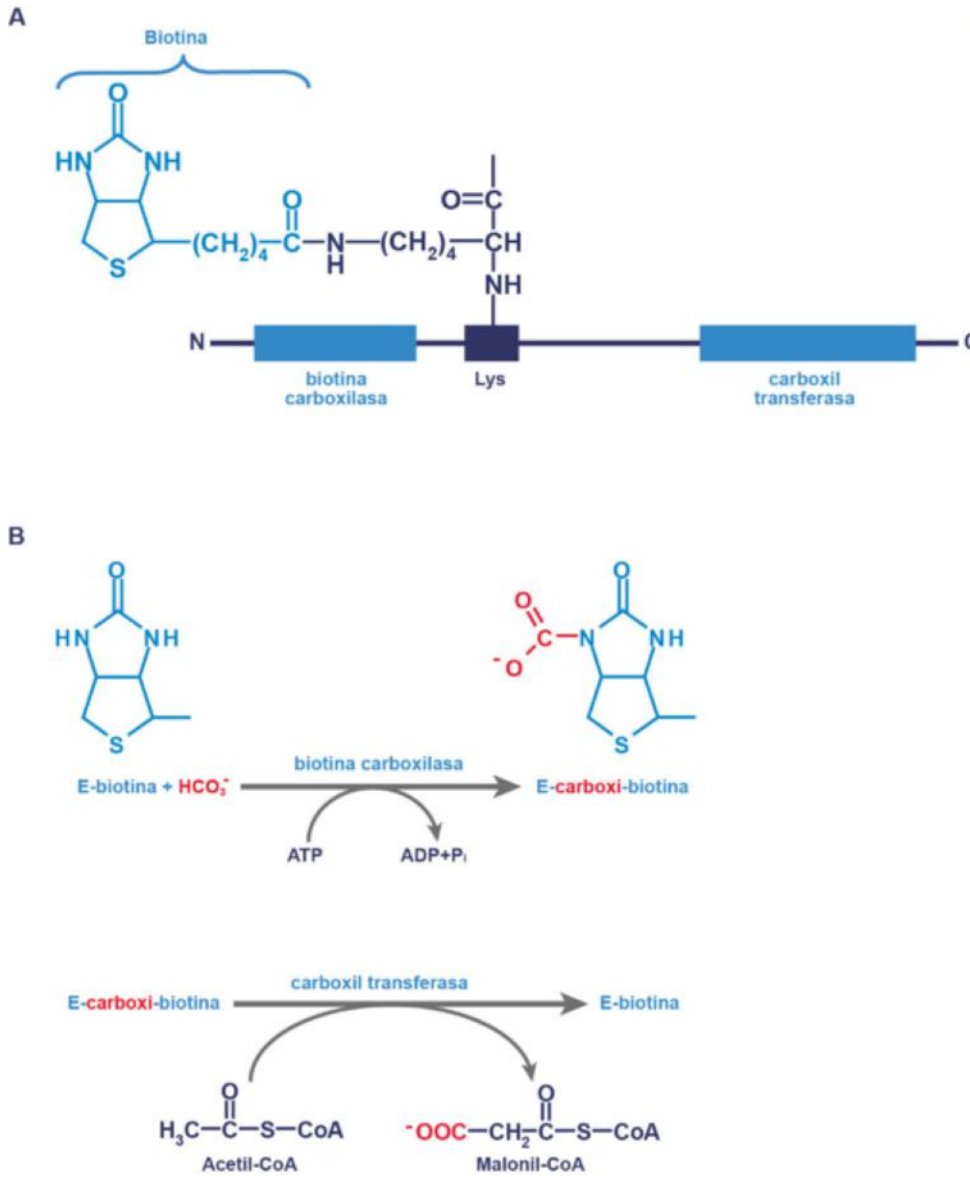 A
Biotina
O
HN NH
S
(CH₂)₄ C O N H (CH₂)₄ CH
O=C
NH
N
biotina
carboxilasa
Lys
carboxil
transferasa
B
O
HN NH
S
O
C
⁻O
N
O
NH
S
biotina carboxilasa
E-biotina + HCO₃⁻
E-carboxi-biotina
ATP
ADP+Pᵢ
carboxil transferasa
E-carboxi-biotina
E-biotina
O
H₃C–C–S–CoA
Acetil-CoA
O
⁻OOC–CH₂–C–S–CoA
Malonil-CoA